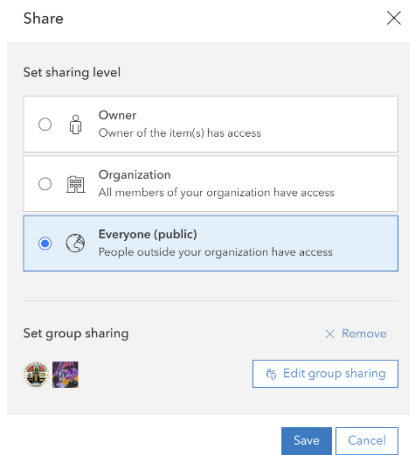 Share
Set sharing level
Owner
Owner of the item(s) has access
Organization
All members of your organization have access
Everyone (public)
People outside your organization have access
Set group sharing
Remove
Edit group sharing
Save
Cancel